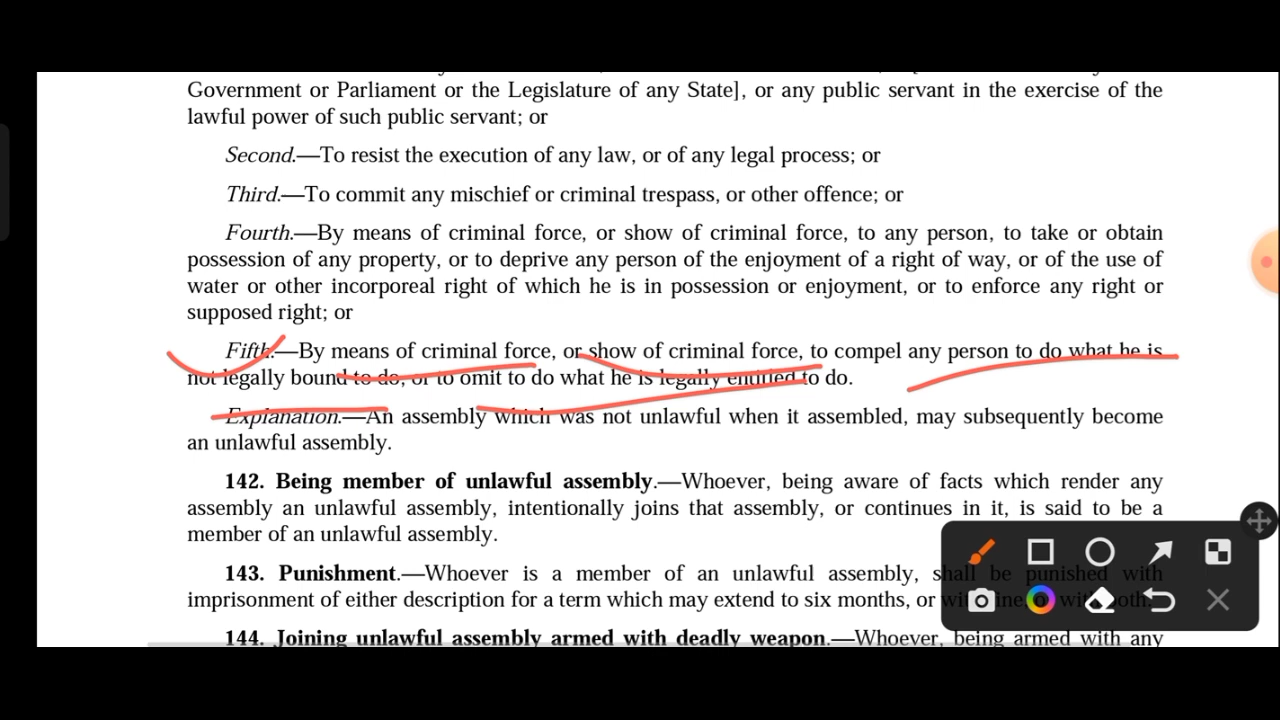 Government or Parliament or the Legislature of any State], or any public servant in the exercise of the
lawful power of such public servant; or
Second.—To resist the execution of any law, or of any legal process; or
Third.—To commit any mischief or criminal trespass, or other offence; or
Fourth.—By means of criminal force, or show of criminal force, to any person, to take or obtain
possession of any property, or to deprive any person of the enjoyment of a right of way, or of the use of
water or other incorporeal right of which he is in possession or enjoyment, or to enforce any right or
supposed right; or
Fifth.—By means of criminal force, or show of criminal force, to compel any person to do what he is
not legally bound to do, or to omit to do what he is legally entitled to do.
Explanation.—An assembly which was not unlawful when it assembled, may subsequently become
an unlawful assembly.
142. Being member of unlawful assembly.—Whoever, being aware of facts which render any
assembly an unlawful assembly, intentionally joins that assembly, or continues in it, is said to be a
member of an unlawful assembly.
143. Punishment.—Whoever is a member of an unlawful assembly, shall be punished with
imprisonment of either description for a term which may extend to six months, or with fine, or with both.
144. Joining unlawful assembly armed with deadly weapon.—Whoever, being armed with any